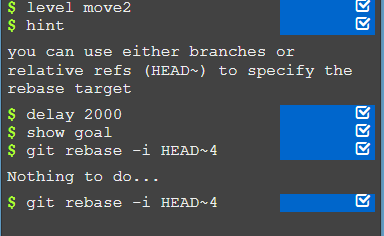 $ level move2
$ hint
you can use either branches or
relative refs (HEAD~) to specify the
rebase target
$ delay 2000
$ show goal
$ git rebase -i HEAD~4
Nothing to do...
$ git rebase -i HEAD~4